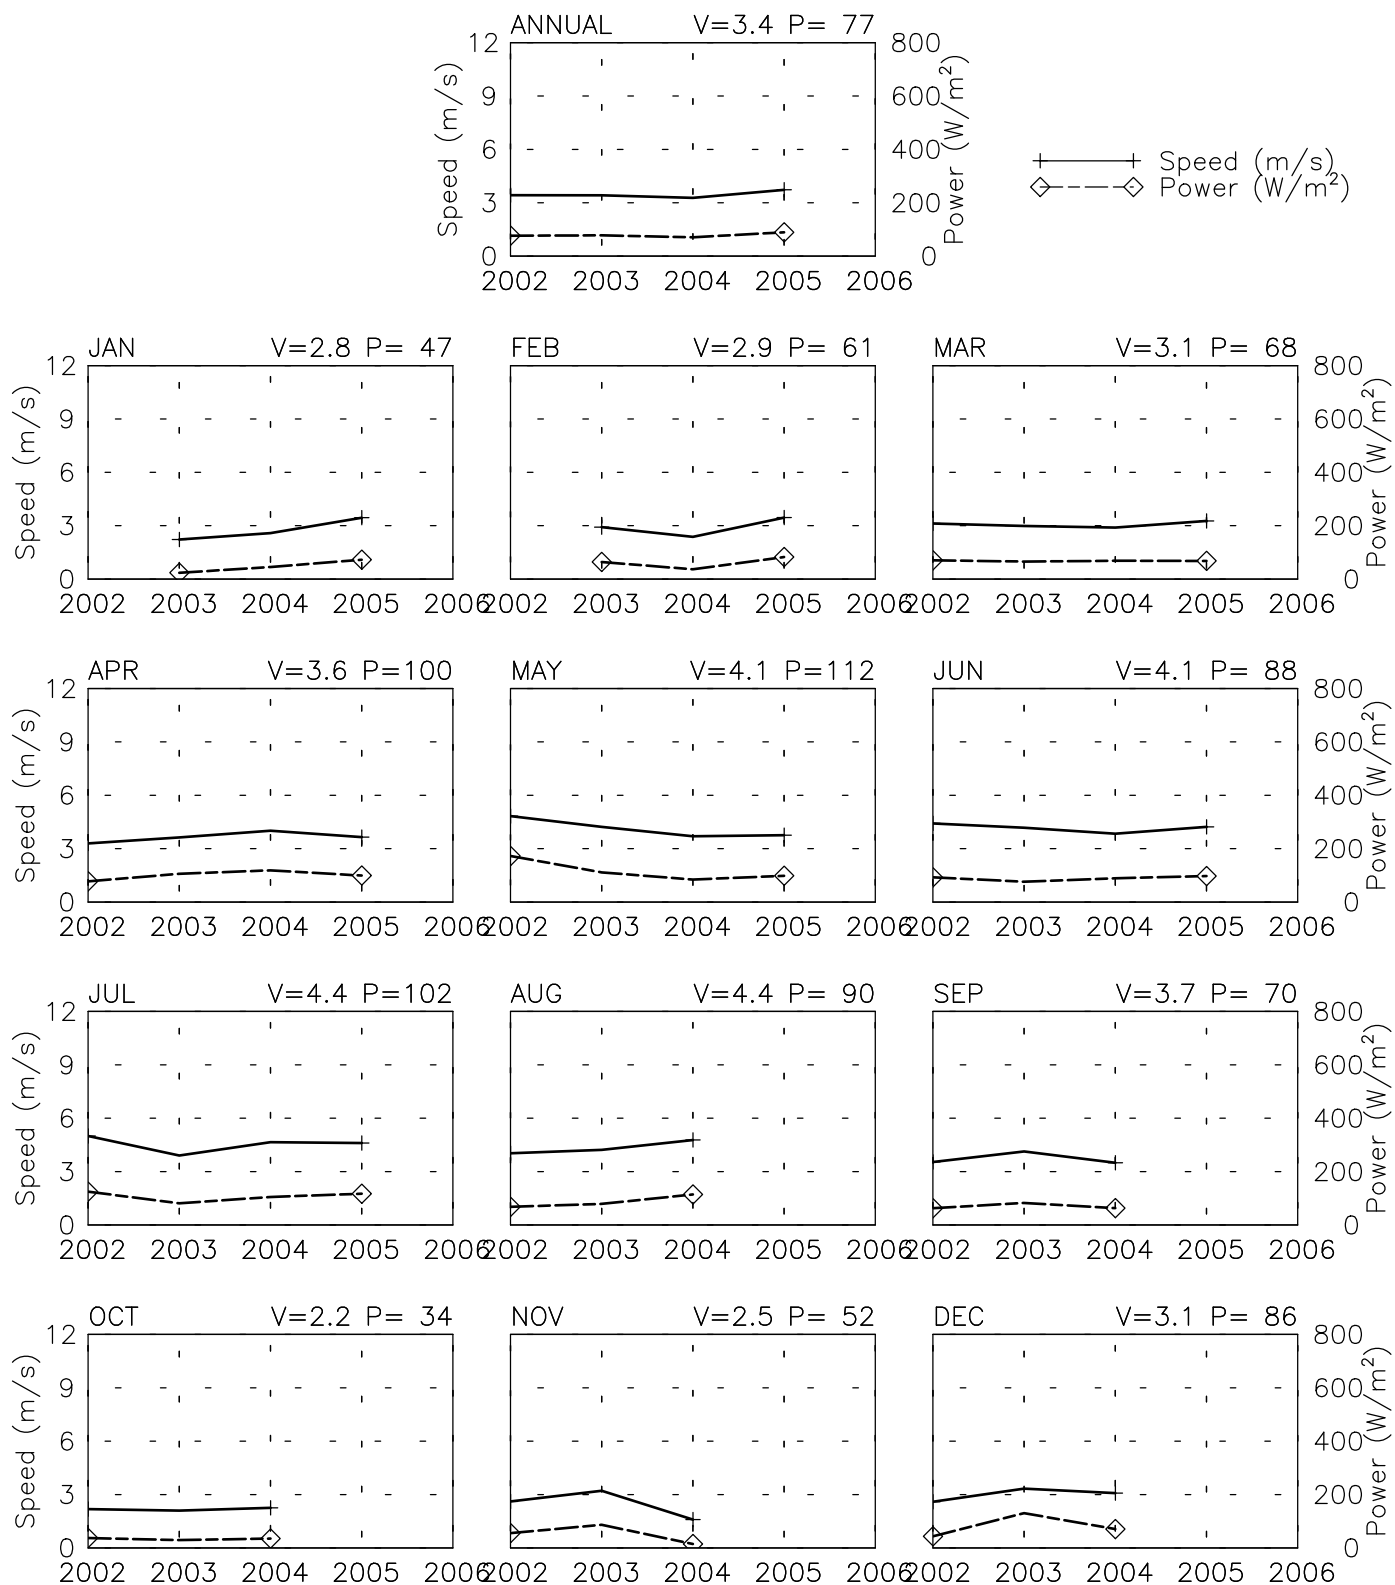 ANNUAL V=3.4 P= 77
12 800
9 600
6 400
3 200
0 0
Speed (m/s)
Power (W/m²)
2002 2003 2004 2005 2006
Speed (m/s)
Power (W/m²)
JAN V=2.8 P= 47 FEB V=2.9 P= 61 MAR V=3.1 P= 68
12 800
9 600
6 400
3 200
0 0
Speed (m/s)
Power (W/m²)
2002 2003 2004 2005 2006 2002 2003 2004 2005 2006 2002 2003 2004 2005 2006
APR V=3.6 P=100 MAY V=4.1 P=112 JUN V=4.1 P= 88
12 800
9 600
6 400
3 200
0 0
Speed (m/s)
Power (W/m²)
2002 2003 2004 2005 2006 2002 2003 2004 2005 2006 2002 2003 2004 2005 2006
JUL V=4.4 P=102 AUG V=4.4 P= 90 SEP V=3.7 P= 70
12 800
9 600
6 400
3 200
0 0
Speed (m/s)
Power (W/m²)
2002 2003 2004 2005 2006 2002 2003 2004 2005 2006 2002 2003 2004 2005 2006
OCT V=2.2 P= 34 NOV V=2.5 P= 52 DEC V=3.1 P= 86
12 800
9 600
6 400
3 200
0 0
Speed (m/s)
Power (W/m²)
2002 2003 2004 2005 2006 2002 2003 2004 2005 2006 2002 2003 2004 2005 2006